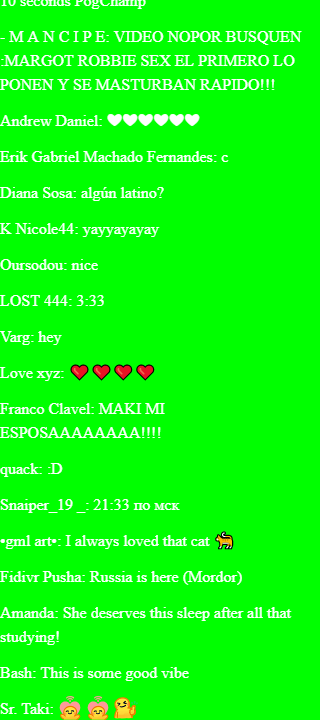 10 seconds PogChamp
- M A N C I P E: VIDEO NOPOR BUSQUEN
:MARGOT ROBBIE SEX EL PRIMERO LO
PONEN Y SE MASTURBAN RAPIDO!!!
Andrew Daniel: 🤍🤍🤍🤍🤍🤍
Erik Gabriel Machado Fernandes: c
Diana Sosa: algún latino?
K Nicole44: yayyayayay
Oursodou: nice
LOST 444: 3:33
Varg: hey
Love xyz: ❤️❤️❤️❤️
Franco Clavel: MAKI MI
ESPOSAAAAAAAA!!!!
quack: :D
Snaiper_19 _: 21:33 по мск
•gml art•: I always loved that cat 🐈
Fidivr Pusha: Russia is here (Mordor)
Amanda: She deserves this sleep after all that
studying!
Bash: This is some good vibe
Sr. Taki: